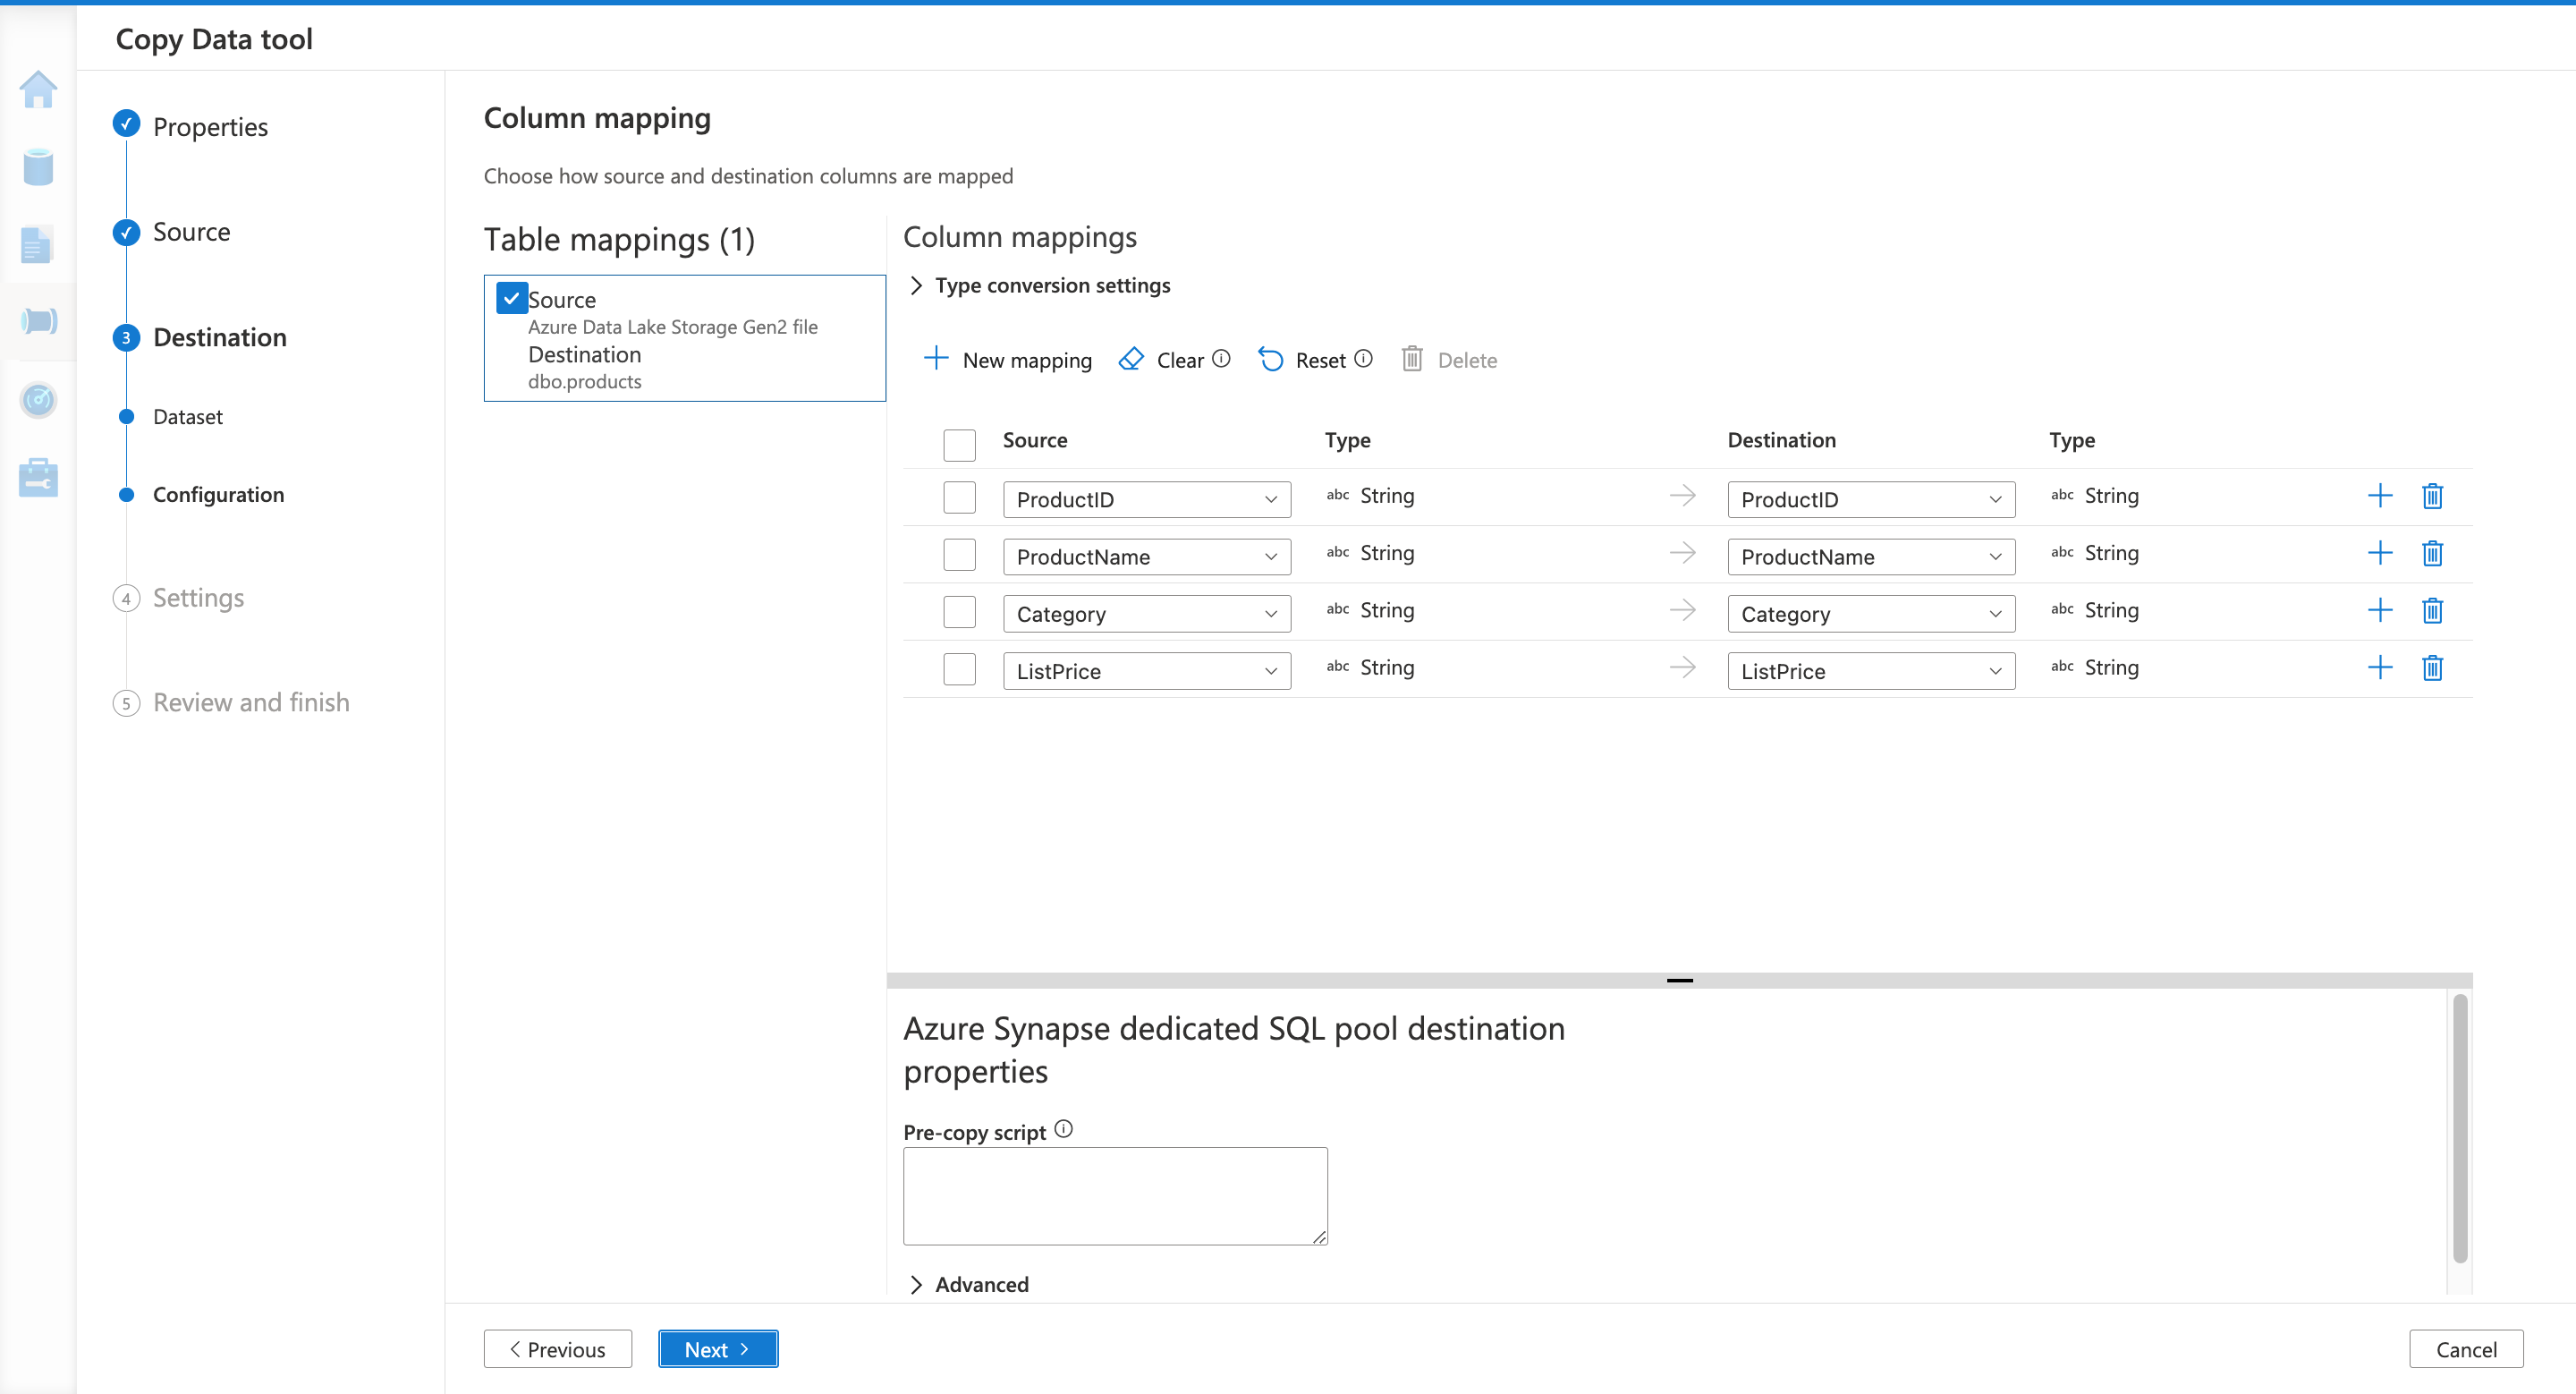 Copy Data tool
Properties
Source
3 Destination
Dataset
Configuration
4 Settings
5 Review and finish
Column mapping
Choose how source and destination columns are mapped
Table mappings (1)
Source
Azure Data Lake Storage Gen2 file
Destination
dbo.products
Column mappings
Type conversion settings
New mapping Clear Reset Delete
Source Type Destination Type
ProductID abc String ProductID abc String
ProductName abc String ProductName abc String
Category abc String Category abc String
ListPrice abc String ListPrice abc String
Azure Synapse dedicated SQL pool destination
properties
Pre-copy script
Advanced
Previous Next Cancel